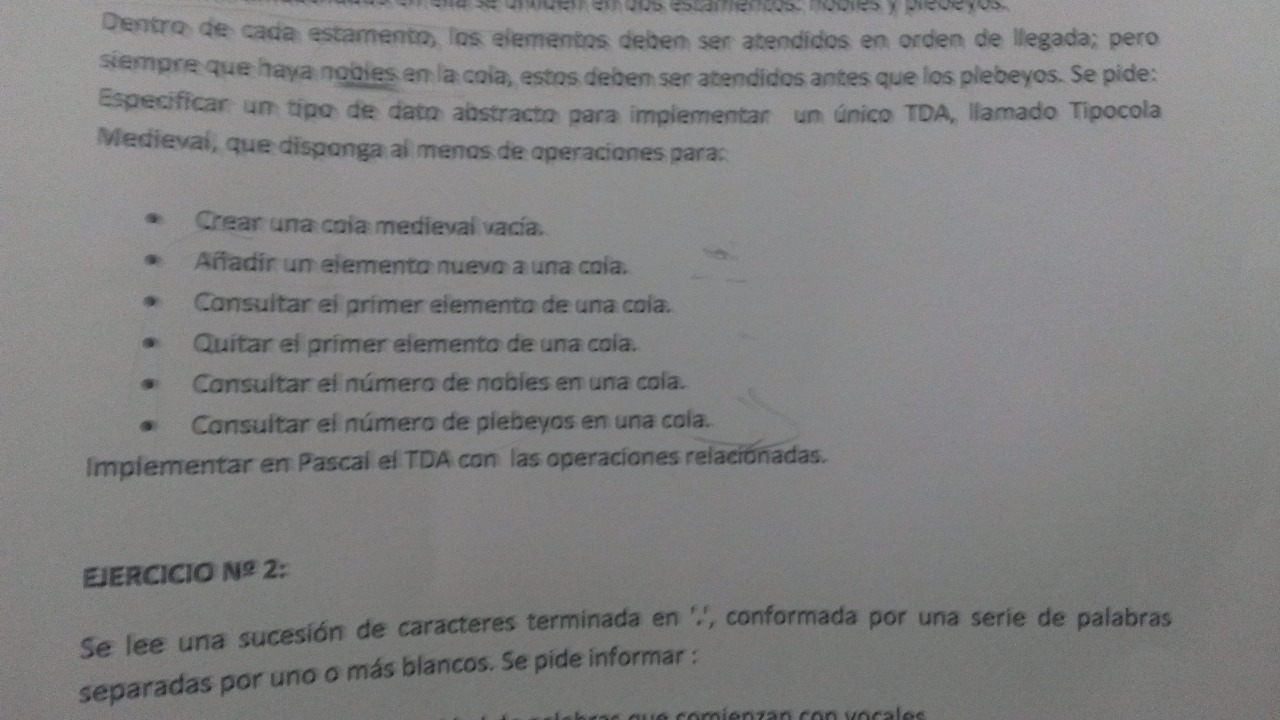 en ella se dividen en dos estamentos: nobles y plebeyos.
Dentro de cada estamento, los elementos deben ser atendidos en orden de llegada; pero
siempre que haya nobles en la cola, estos deben ser atendidos antes que los plebeyos. Se pide:
Especificar un tipo de dato abstracto para implementar un único TDA, llamado Tipocola
Medieval, que disponga al menos de operaciones para:
• Crear una cola medieval vacía.
• Añadir un elemento nuevo a una cola.
• Consultar el primer elemento de una cola.
• Quitar el primer elemento de una cola.
• Consultar el número de nobles en una cola.
• Consultar el número de plebeyos en una cola.
Implementar en Pascal el TDA con las operaciones relacionadas.
EJERCICIO Nº 2:
Se lee una sucesión de caracteres terminada en '.', conformada por una serie de palabras
separadas por uno o más blancos. Se pide informar :
de palabras que comienzan con vocales